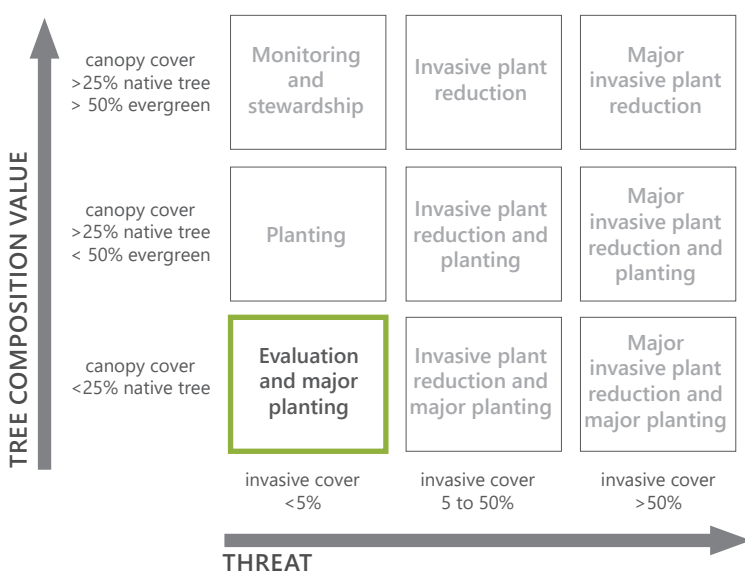 TREE COMPOSITION VALUE
canopy cover
>25% native tree
> 50% evergreen
Monitoring
and
stewardship
Invasive plant
reduction
Major
invasive plant
reduction
canopy cover
>25% native tree
< 50% evergreen
Planting
Invasive plant
reduction and
planting
Major
invasive plant
reduction and
planting
canopy cover
<25% native tree
Evaluation
and major
planting
Invasive plant
reduction and
major planting
Major
invasive plant
reduction and
major planting
invasive cover
<5%
invasive cover
5 to 50%
invasive cover
>50%
THREAT